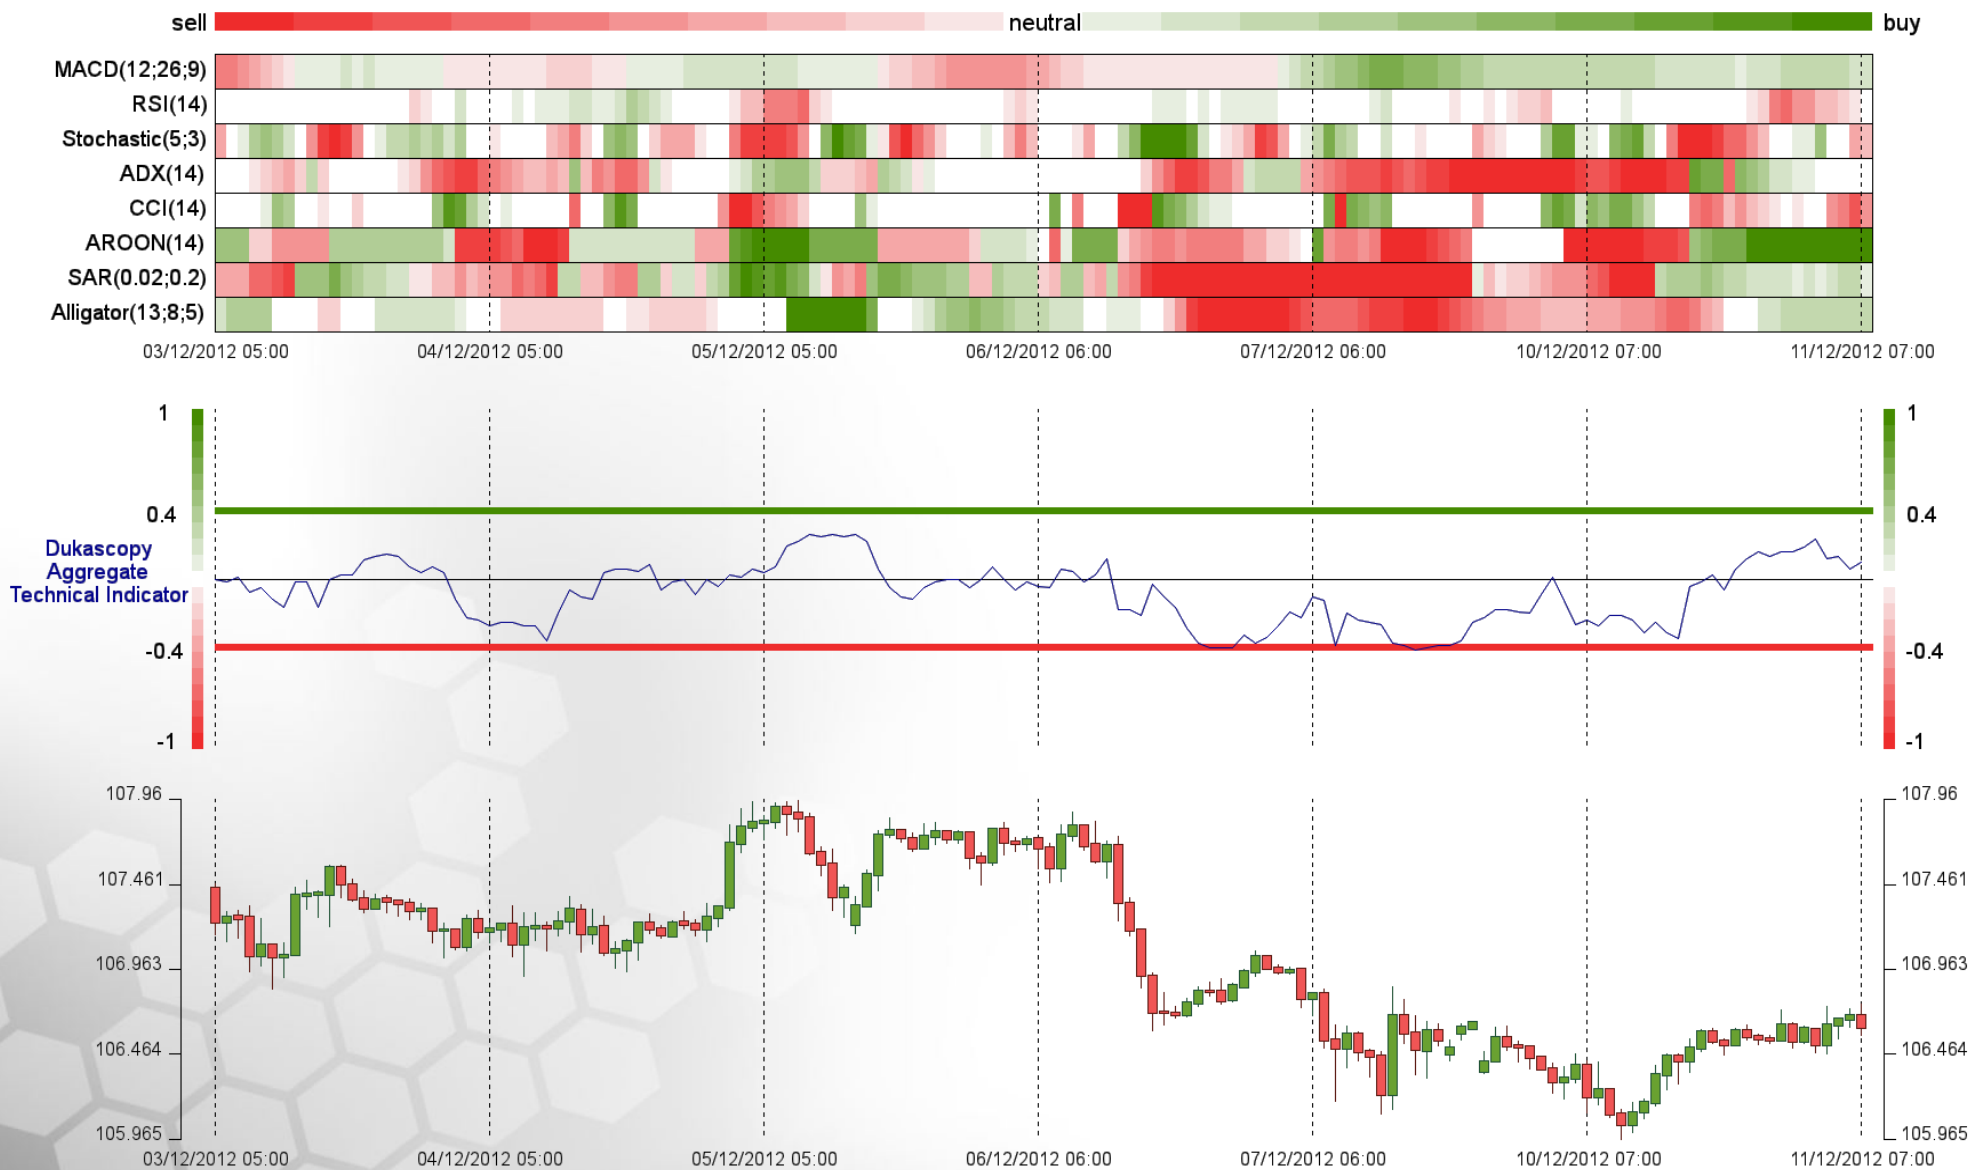 sell neutral buy
MACD(12;26;9)
RSI(14)
Stochastic(5;3)
ADX(14)
CCI(14)
AROON(14)
SAR(0.02;0.2)
Alligator(13;8;5)
03/12/2012 05:00 04/12/2012 05:00 05/12/2012 05:00 06/12/2012 06:00 07/12/2012 06:00 10/12/2012 07:00 11/12/2012 07:00
1 1
0.4 0.4
Dukascopy
Aggregate
Technical Indicator
-0.4 -0.4
-1 -1
107.96 107.96
107.461 107.461
106.963 106.963
106.464 106.464
105.965 105.965
03/12/2012 05:00 04/12/2012 05:00 05/12/2012 05:00 06/12/2012 06:00 07/12/2012 06:00 10/12/2012 07:00 11/12/2012 07:00